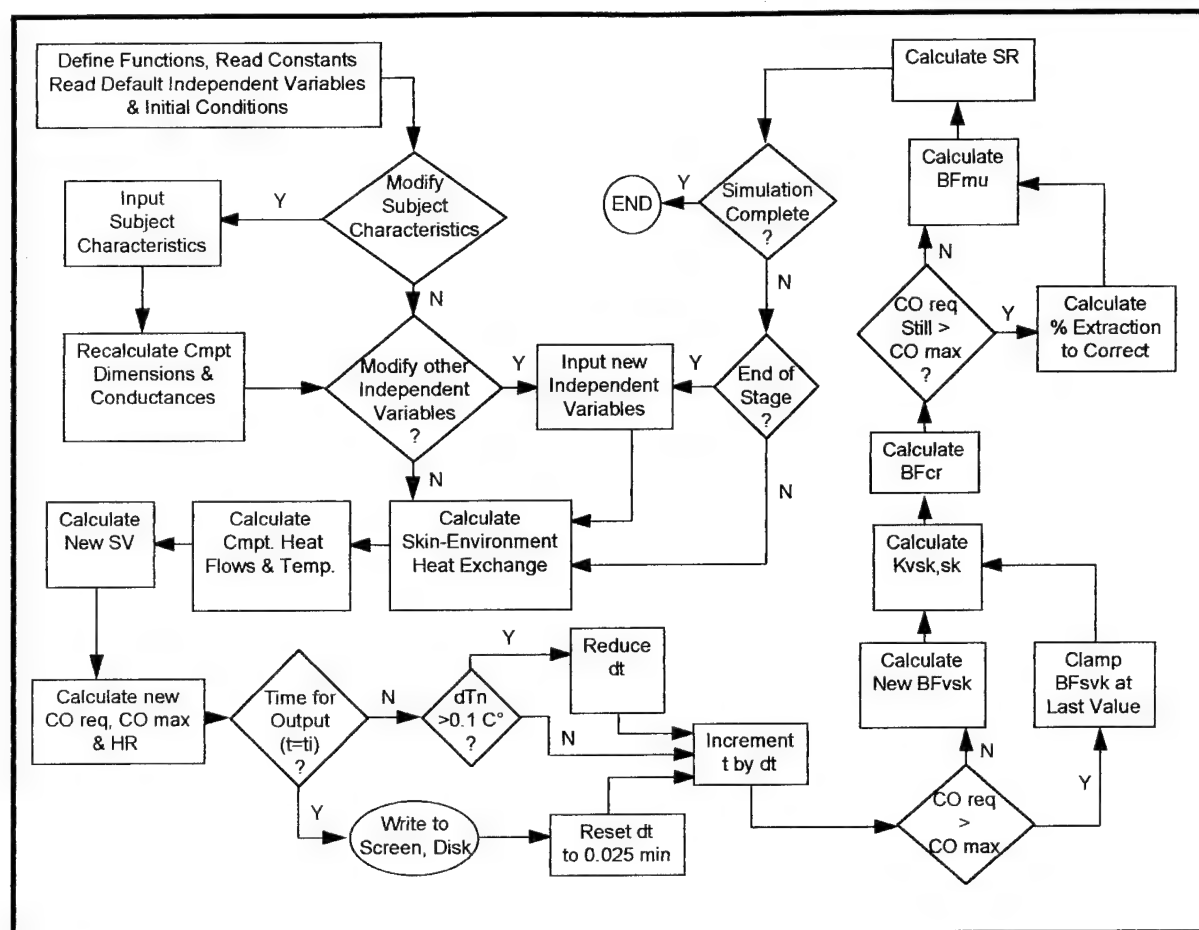 Define Functions, Read Constants
Read Default Independent Variables
& Initial Conditions
Modify
Subject
Characteristics
Y
Input
Subject
Characteristics
N
Recalculate Cmpt
Dimensions &
Conductances
Modify other
Independent
Variables
?
Y
Input new
Independent
Variables
N
Calculate
Skin-Environment
Heat Exchange
Calculate
Cmpt. Heat
Flows & Temp.
Calculate
New SV
Calculate new
CO req, CO max
& HR
Time for
Output
(t=ti)
?
N
Y
Write to
Screen, Disk
Reset dt
to 0.025 min
dTn
>0.1 C°
?
Y
Reduce
dt
N
Increment
t by dt
CO req
>
CO max
N
Y
Calculate
New BFvsk
Clamp
BFsvk at
Last Value
Calculate
Kvsk,sk
Calculate
BFcr
CO req
Still >
CO max
?
Y
Calculate
% Extraction
to Correct
N
Calculate
BFmu
Calculate SR
Simulation
Complete
?
Y
END
N
End of
Stage
?
Y
N